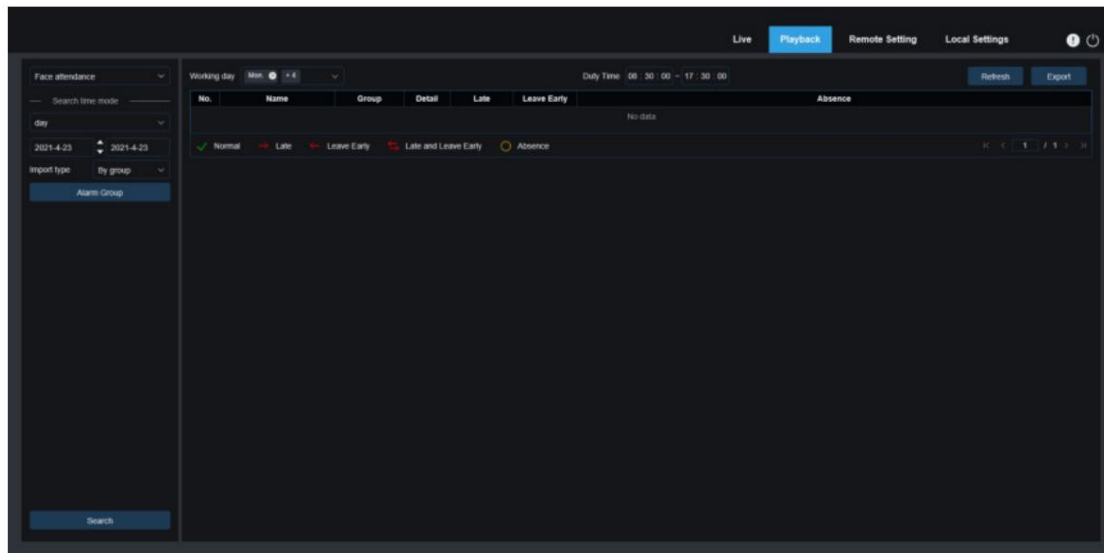 Live Playback Remote Setting Local Settings
Face attendance
Search time mode
day
2021-4-23 2021-4-23
Import type By group
Alarm Group
Search
Working day Mon. + 4 Duty Time 08 : 30 : 00 - 17 : 30 : 00 Refresh Export
No. Name Group Detail Late Leave Early Absence
No data
Normal Late Leave Early Late and Leave Early Absence 1 / 1